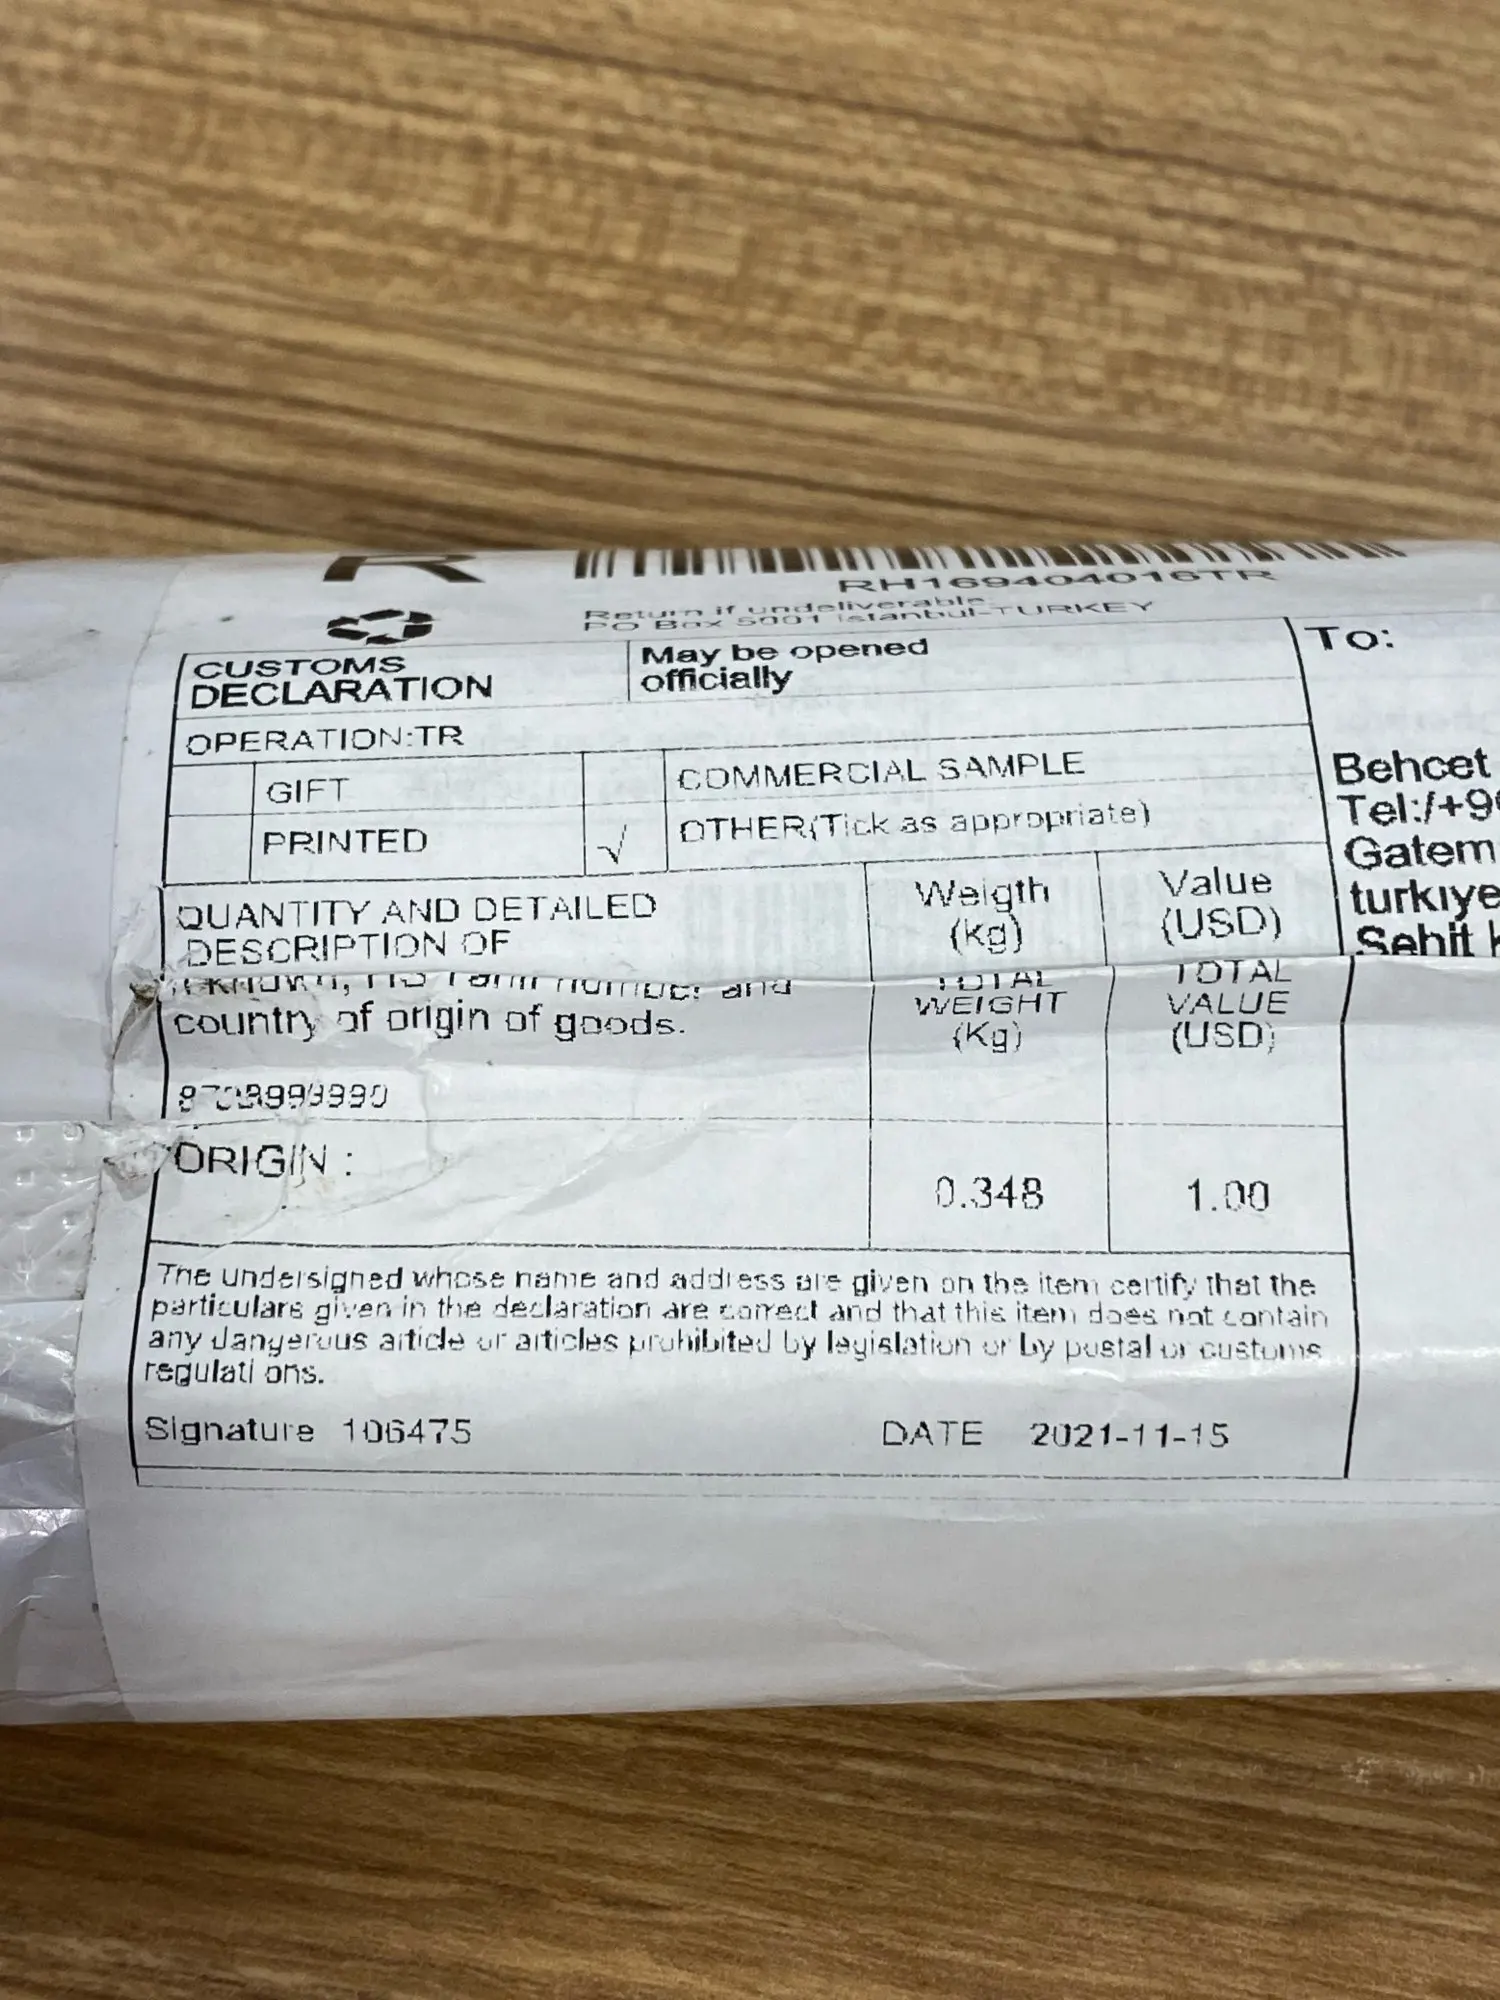 R
RH169404016TR
Return if undeliverable
PO Box 5001 Istanbul-TURKEY
CUSTOMS
DECLARATION
May be opened
officially
OPERATION:TR
GIFT
COMMERCIAL SAMPLE
PRINTED
√
OTHER(Tick as appropriate)
QUANTITY AND DETAILED
DESCRIPTION OF
Weigth
(kg)
Value
(USD)
number and
country of origin of goods.
TOTAL
WEIGHT
(Kg)
TOTAL
VALUE
(USD)
8708999990
ORIGIN :
0.348
1.00
The undersigned whose name and address are given on the item certify that the
particulars given in the declaration are correct and that this item does not contain
any dangerous article or articles prohibited by legislation or by postal or customs
regulati ons.
Signature 106475
DATE 2021-11-15
To:
Behcet
Tel:/+9
Gatem
turkıye
Sehit